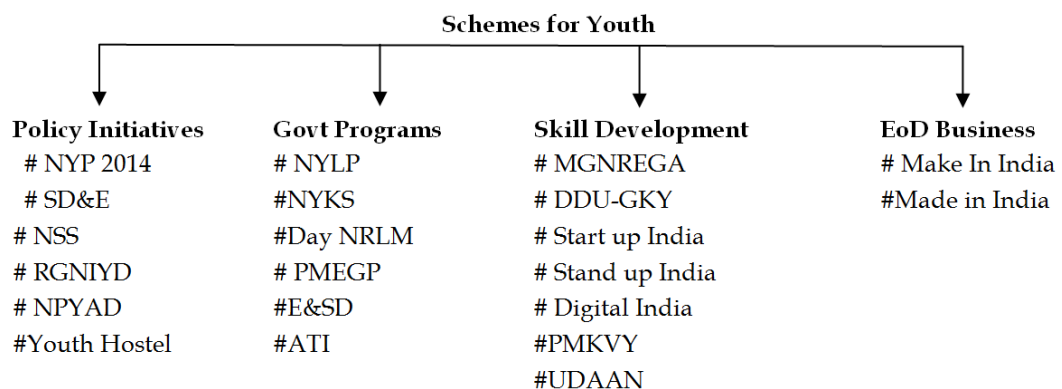 Schemes for Youth
Policy Initiatives
# NYP 2014
# SD&E
# NSS
# RGNIYD
# NPYAD
#Youth Hostel
Govt Programs
# NYLP
#NYKS
#Day NRLM
# PMEGP
#E&SD
#ATI
Skill Development
# MGNREGA
# DDU-GKY
# Start up India
# Stand up India
# Digital India
#PMKVY
#UDAAN
EoD Business
# Make In India
#Made in India